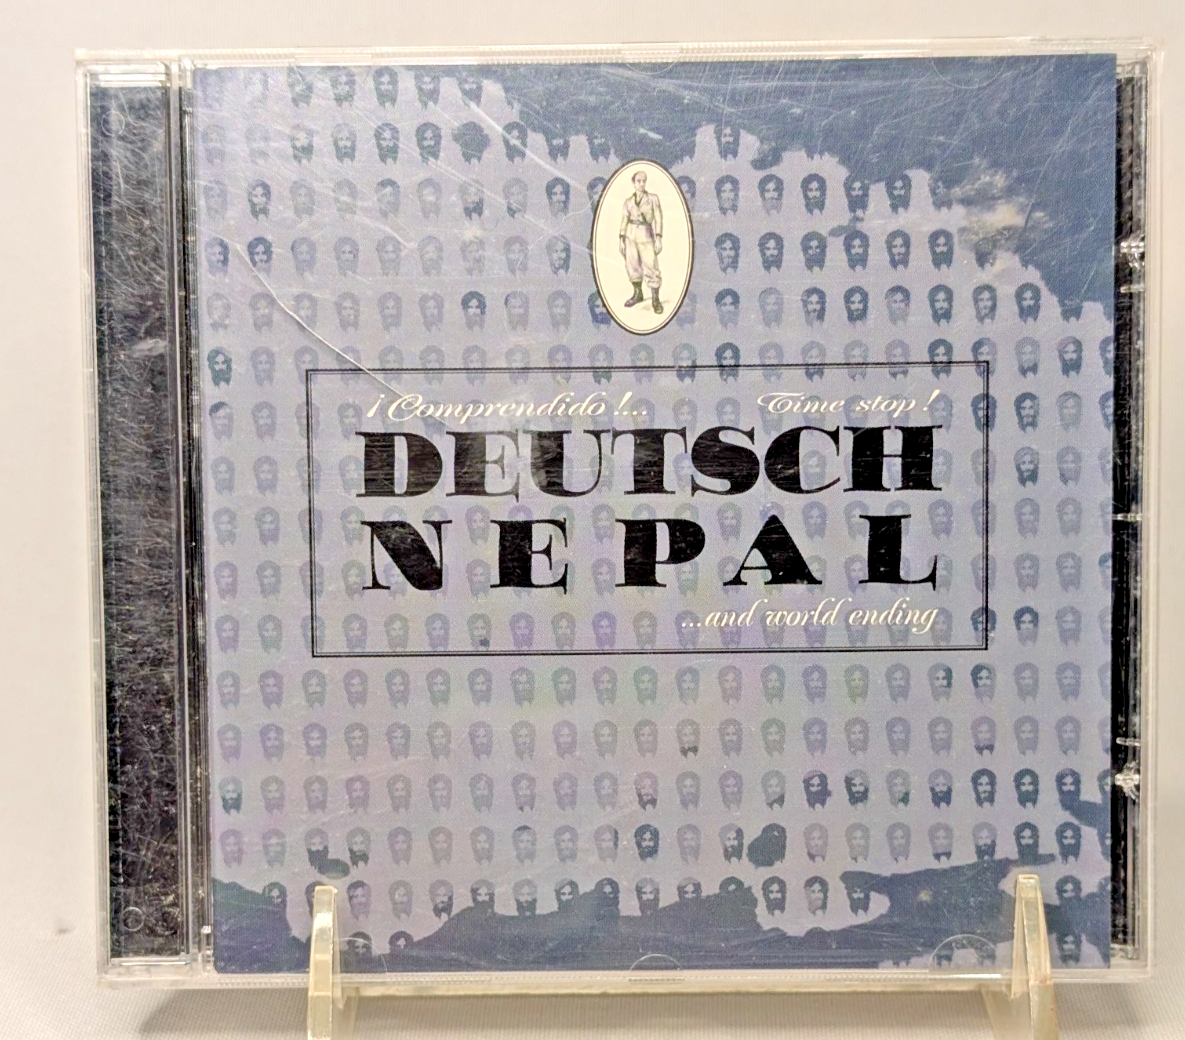 ¡Comprendido!... Time stop!
DEUTSCH
NEPAL
...and world ending